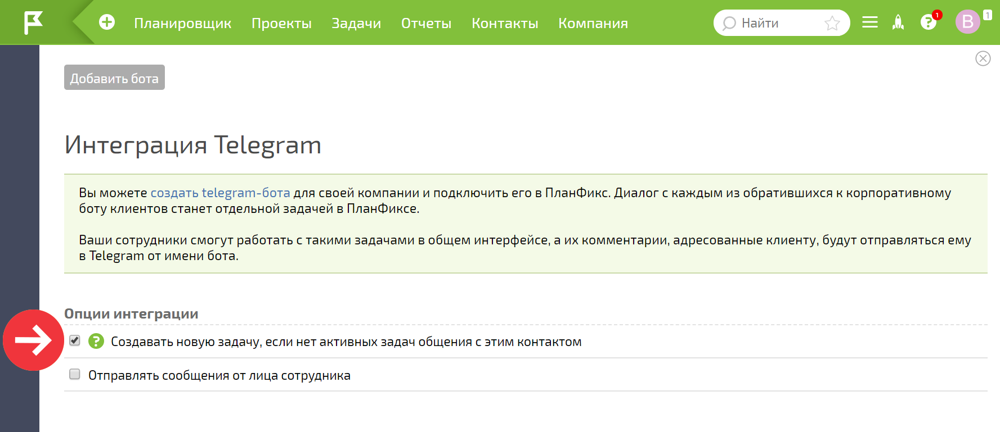 Планировщик Проекты Задачи Отчеты Контакты Компания Найти ? 1 B 1
Добавить бота
Интеграция Telegram
Вы можете создать telegram-бота для своей компании и подключить его в ПланФикс. Диалог с каждым из обратившихся к корпоративному
боту клиентов станет отдельной задачей в ПланФиксе.
Ваши сотрудники смогут работать с такими задачами в общем интерфейсе, а их комментарии, адресованные клиенту, будут отправляться ему
в Telegram от имени бота.
Опции интеграции
? Создавать новую задачу, если нет активных задач общения с этим контактом
Отправлять сообщения от лица сотрудника